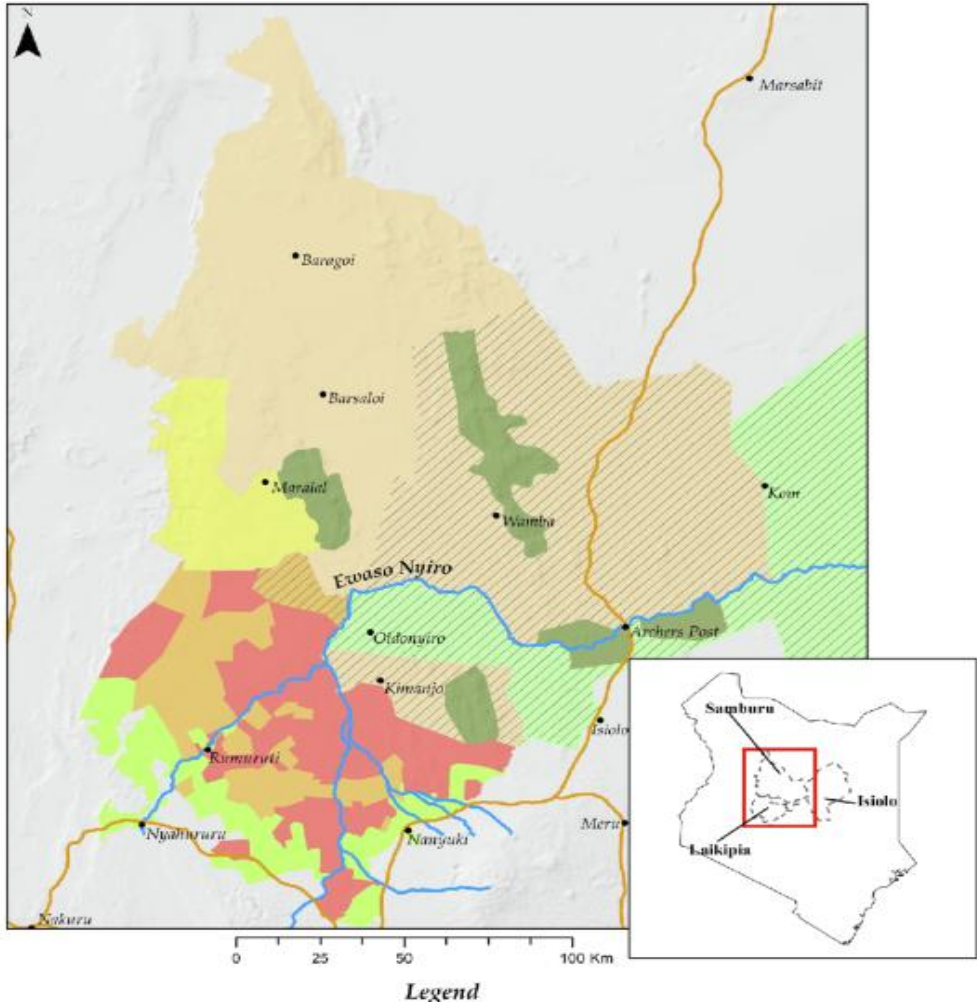 N
Marsabit
Baragoi
Barsaloi
Maralal
Kom
Wamba
Ewaso Nyiro
Oldonyiro
Archers Post
Kimanjo
Isiolo
Rumuruti
Nyahururu
Nanyuki
Meru
Nakuru
Samburu
Isiolo
Laikipia
0 25 50 100 Km
Legend